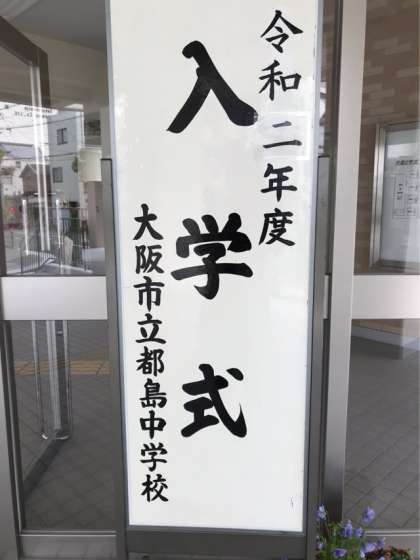 令和二年度
入学式
大阪市立都島中学校